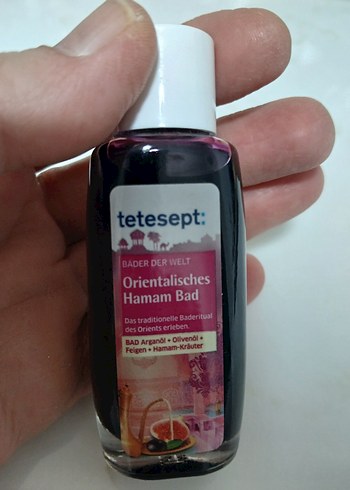 tetesept:
BÄDER DER WELT
Orientalisches
Hamam Bad
Das traditionelle Baderitual
des Orients erleben.
BAD Arganöl • Olivenöl •
Feigen • Hamam-Kräuter